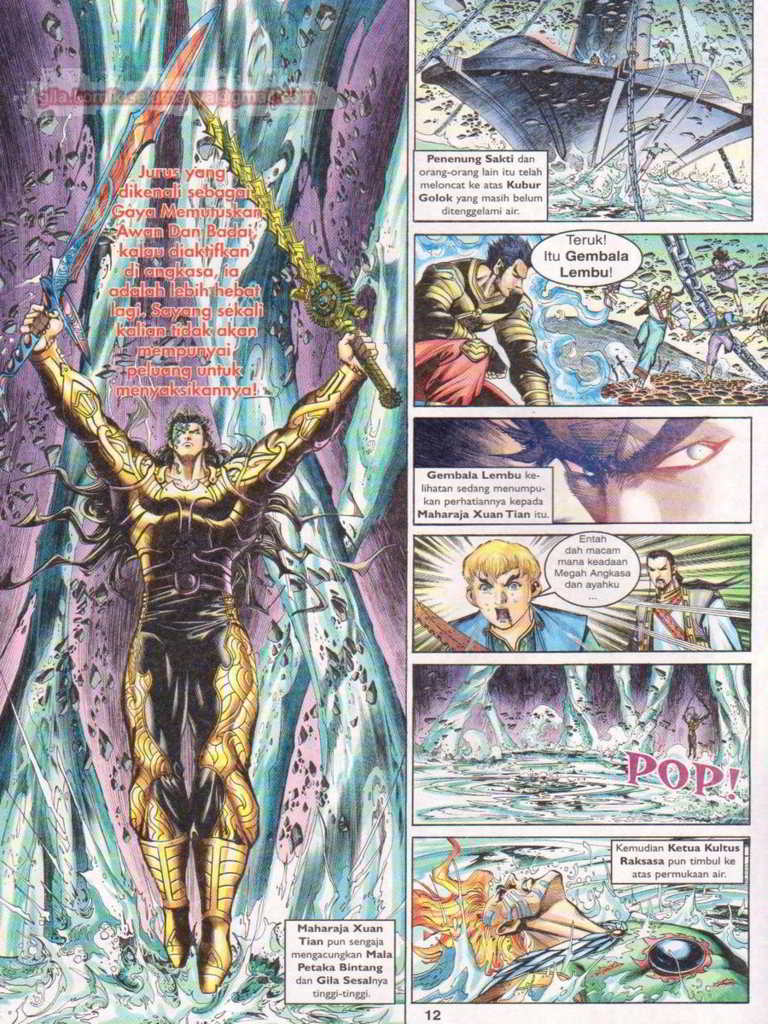 gila.komikseksmaya@gmail.com
Jurus yang
dikenali sebagai
Gaya Memutuskan
Awan Dan Badai,
kalau diaktifkan
di angkasa, ia
adalah lebih hebat
lagi. Sayang sekali
kalian tidak akan
mempunyai
peluang untuk
menyaksikannya!
Maharaja Xuan
Tian pun sengaja
mengacungkan Mala
Petaka Bintang
dan Gila Sesalnya
tinggi-tinggi.
Penenung Sakti dan
orang-orang lain itu telah
meloncat ke atas Kubur
Golok yang masih belum
ditenggelami air.
Teruk!
Itu Gembala
Lembu!
Gembala Lembu ke-
lihatan sedang menumpu-
kan perhatiannya kepada
Maharaja Xuan Tian itu.
Entah
dah macam
mana keadaan
Megah Angkasa
dan ayahku
...
POP!
Kemudian Ketua Kultus
Raksasa pun timbul ke
atas permukaan air.
12